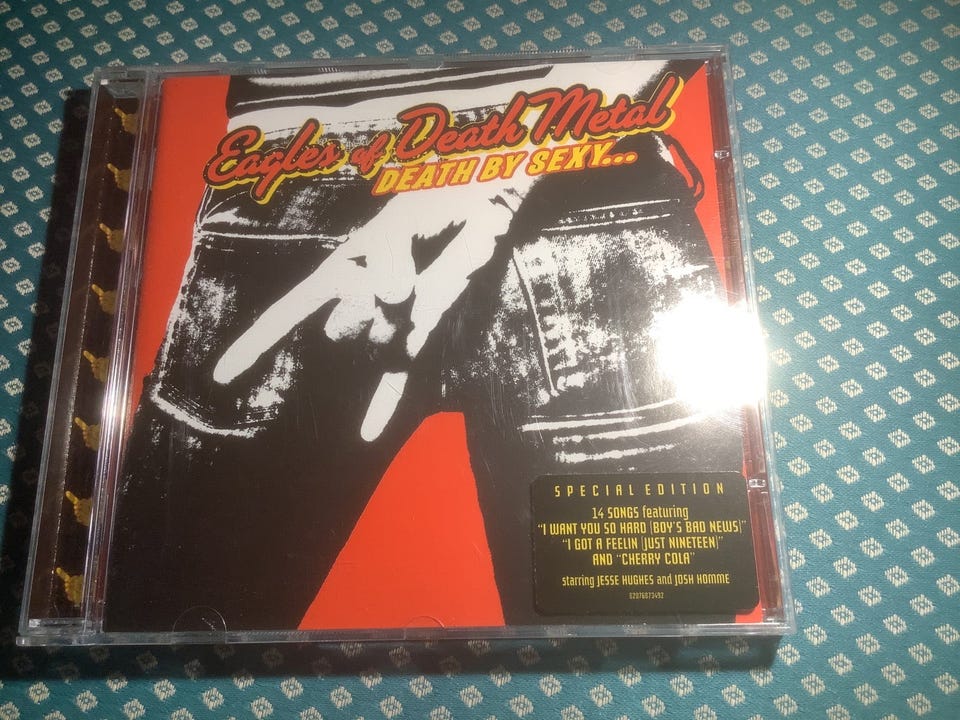 Eagles of Death Metal
DEATH BY SEXY...
SPECIAL EDITION
14 SONGS featuring
"I WANT YOU SO HARD (BOY'S BAD NEWS)"
"I GOT A FEELIN (JUST NINETEEN)"
AND "CHERRY COLA"
starring JESSE HUGHES and JOSH HOMME